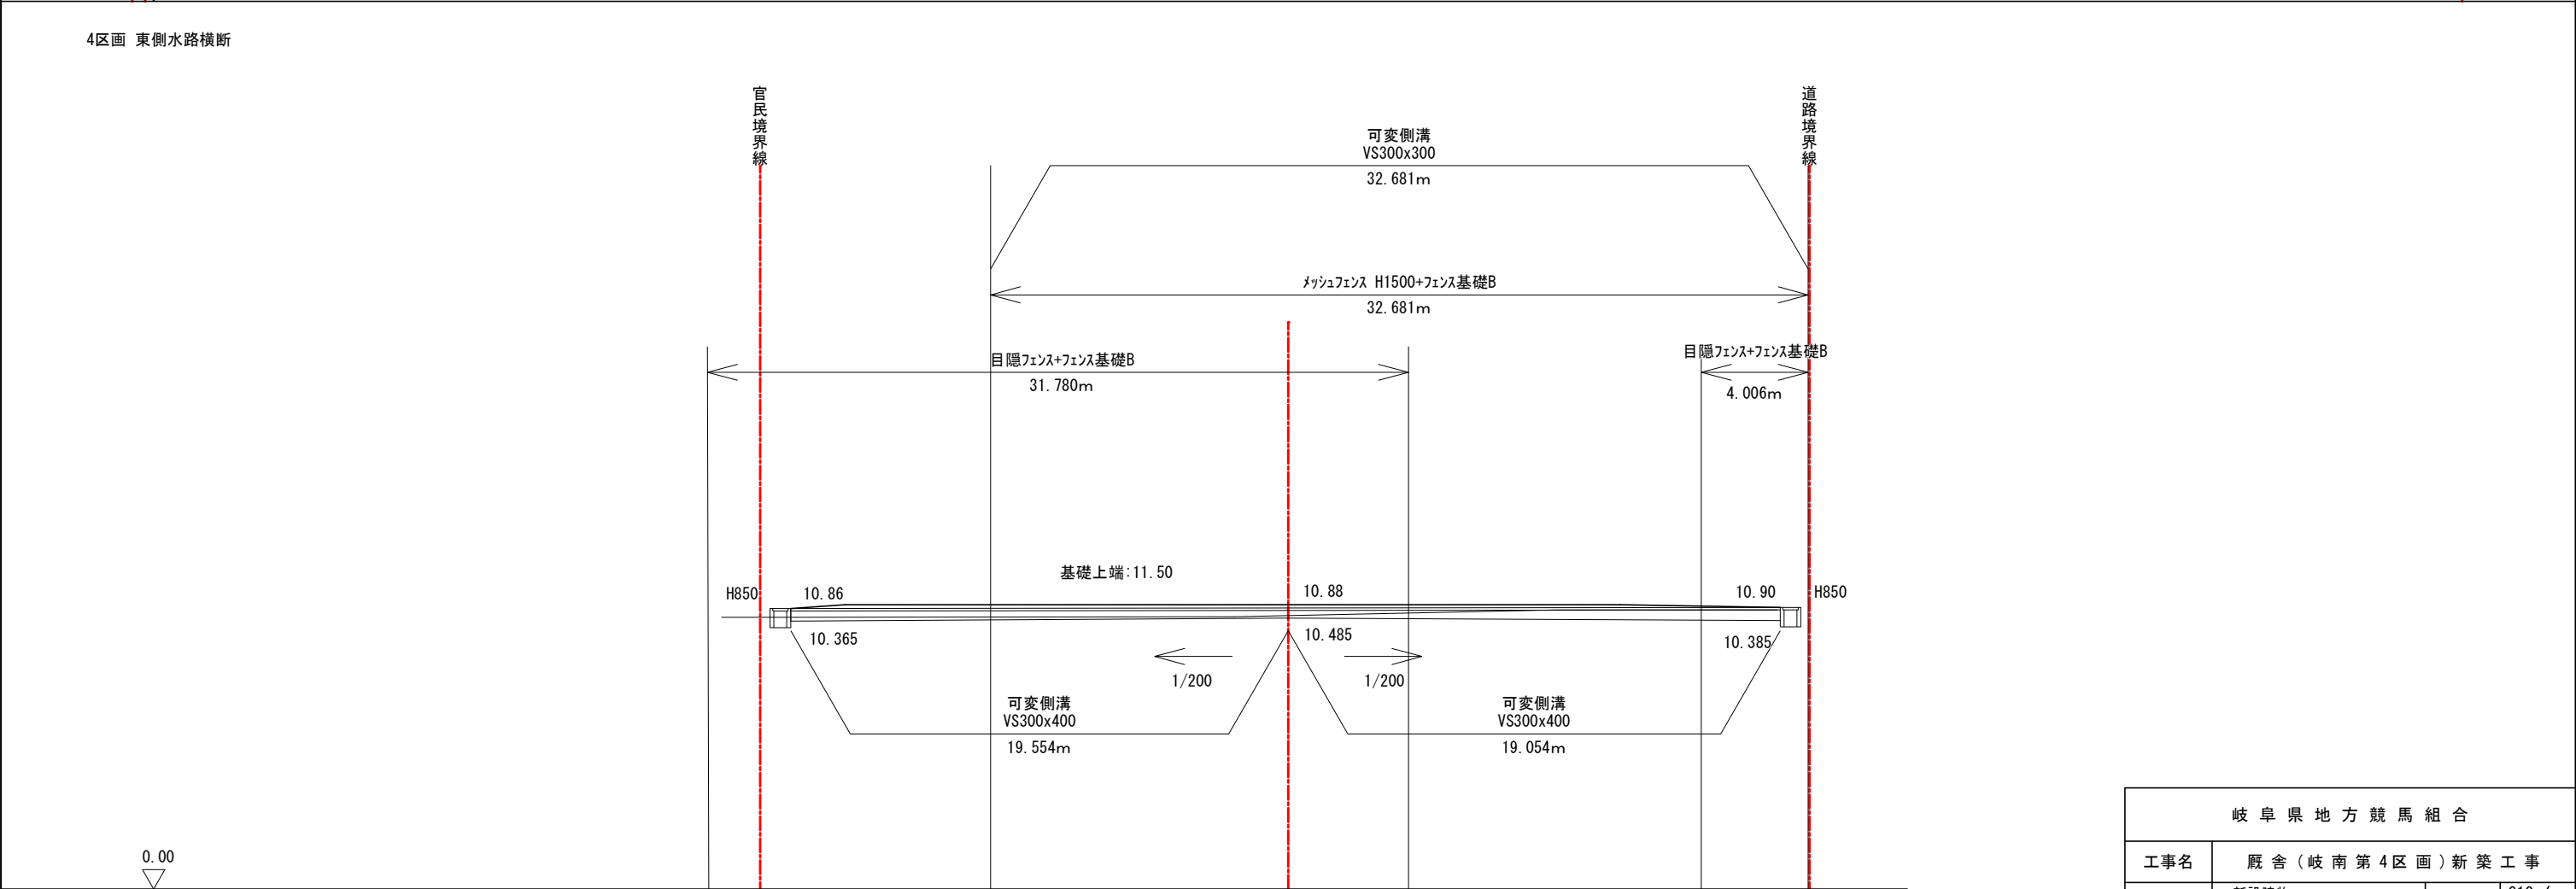 4区画 東側水路横断
官民境界線
道路境界線
可変側溝
VS300x300
32.681m
メッシュフェンス H1500+フェンス基礎B
32.681m
目隠フェンス+フェンス基礎B
31.780m
目隠フェンス+フェンス基礎B
4.006m
基礎上端:11.50
H850
10.86
10.88
10.90
H850
10.365
10.485
10.385
1/200
1/200
可変側溝
VS300x400
19.554m
可変側溝
VS300x400
19.054m
0.00
岐阜県地方競馬組合
工事名
厩舎(岐南第4区画)新築工事